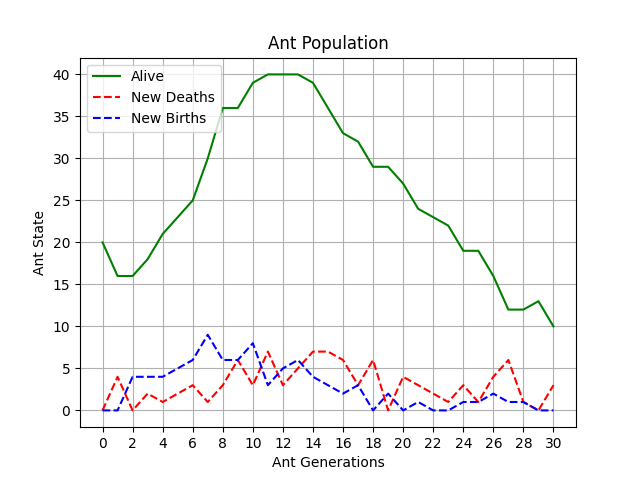 Ant Population
Alive
New Deaths
New Births
Ant State
40
35
30
25
20
15
10
5
0
0 2 4 6 8 10 12 14 16 18 20 22 24 26 28 30
Ant Generations